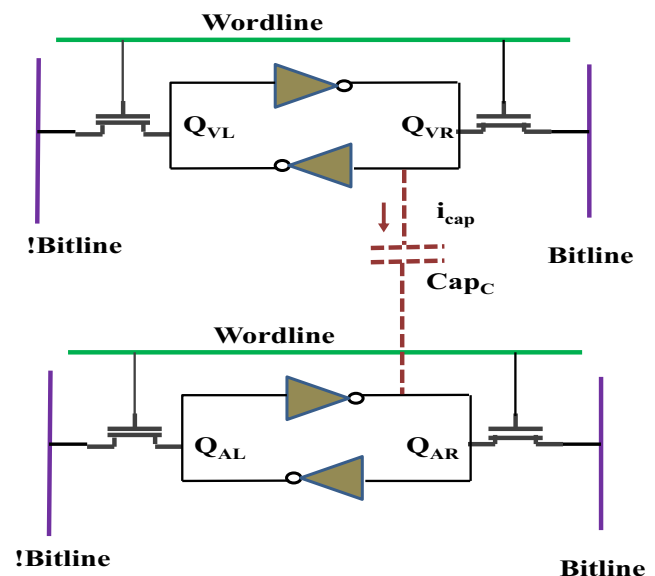 Wordline
Q_VL
Q_VR
i_cap
!Bitline
Bitline
Cap_C
Wordline
Q_AL
Q_AR
!Bitline
Bitline